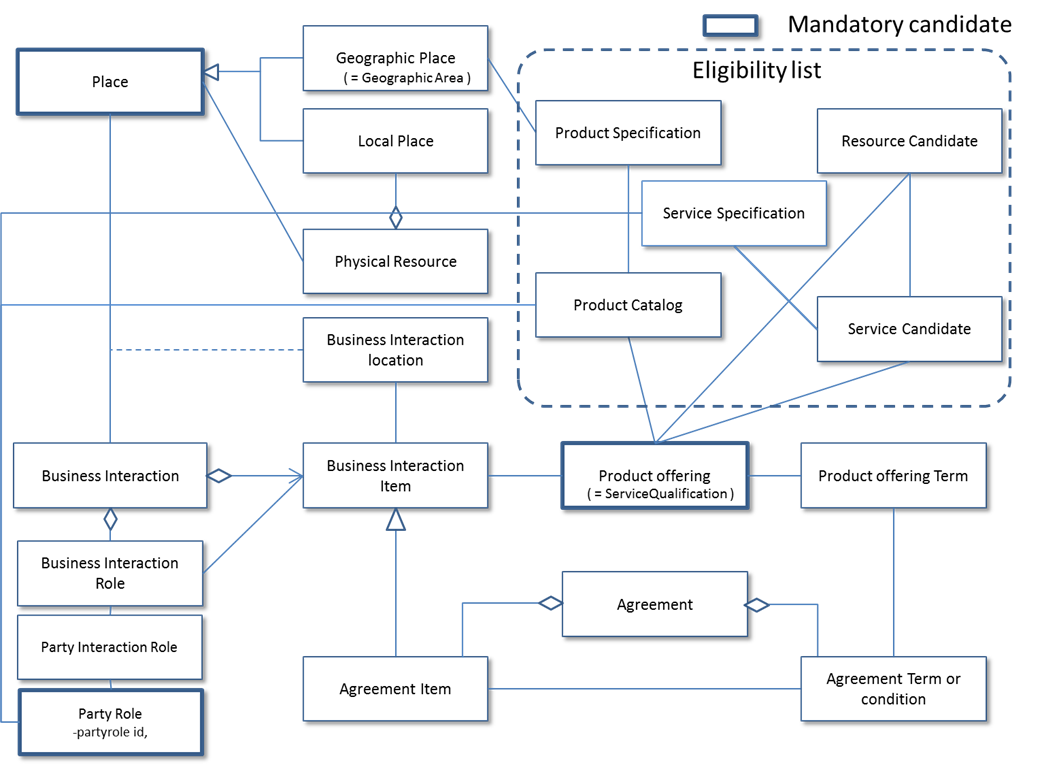 Mandatory candidate
Eligibility list
Place
Geographic Place
( = Geographic Area )
Local Place
Physical Resource
Product Specification
Resource Candidate
Service Specification
Product Catalog
Service Candidate
Business Interaction
location
Business Interaction
Business Interaction
Item
Product offering
( = ServiceQualification )
Product offering Term
Business Interaction
Role
Party Interaction Role
Party Role
-partyrole id,
Agreement
Agreement Item
Agreement Term or
condition